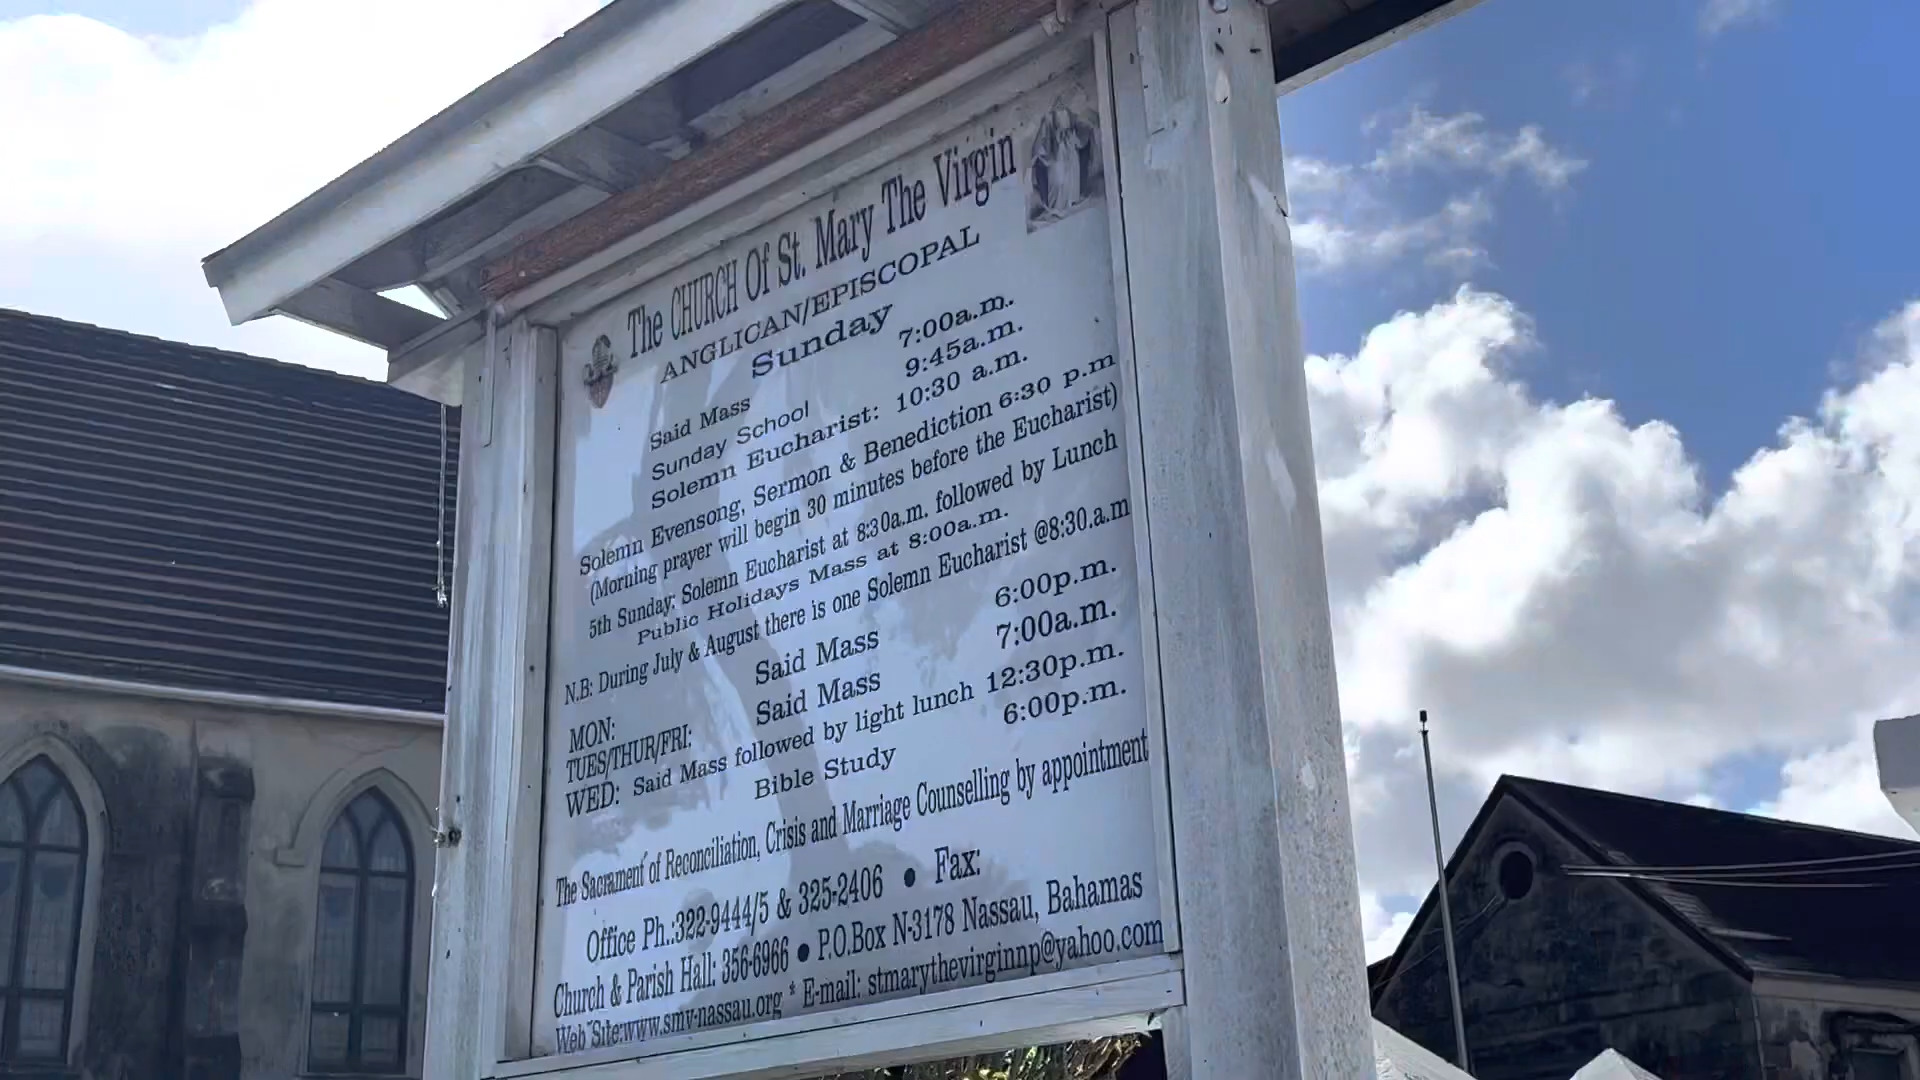 The CHURCH Of St. Mary The Virgin
ANGLICAN/EPISCOPAL
Sunday
Said Mass 7:00a.m.
Sunday School 9:45a.m.
Solemn Eucharist: 10:30 a.m.
Solemn Evensong, Sermon & Benediction 6:30 p.m
(Morning prayer will begin 30 minutes before the Eucharist)
5th Sunday: Solemn Eucharist at 8:30a.m. followed by Lunch
Public Holidays Mass at 8:00a.m.
N.B: During July & August there is one Solemn Eucharist @8:30.a.m
MON: Said Mass 6:00p.m.
TUES/THUR/FRI: Said Mass 7:00a.m.
WED: Said Mass followed by light lunch 12:30p.m.
Bible Study 6:00p.m.
The Sacrament of Reconciliation, Crisis and Marriage Counselling by appointment
Office Ph.:322-9444/5 & 325-2406 • Fax:
Church & Parish Hall: 356-6966 • P.O.Box N-3178 Nassau, Bahamas
Web Site:www.smv-nassau.org * E-mail: stmarythevirginnp@yahoo.com